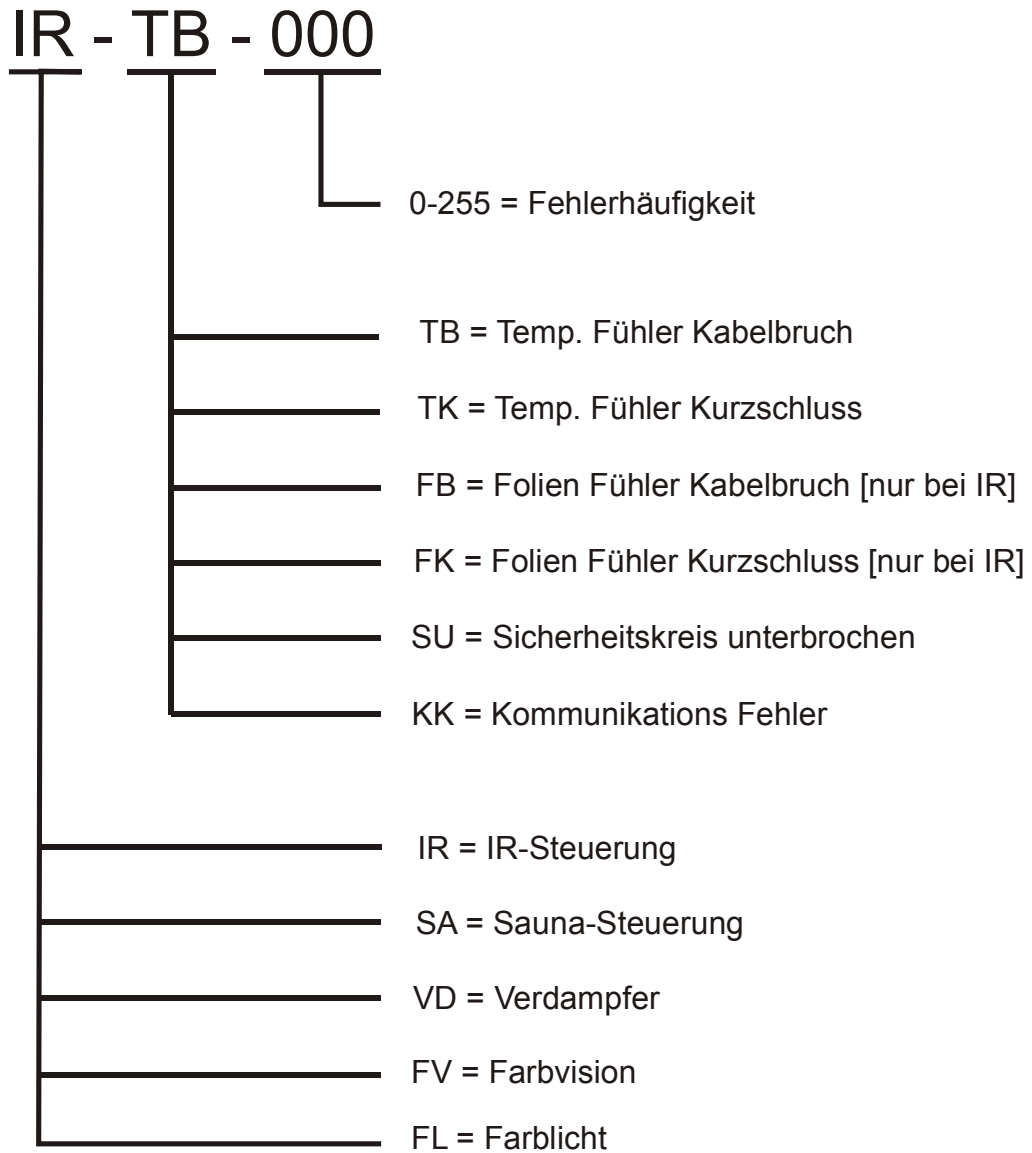 IR - TB - 000
0-255 = Fehlerhäufigkeit
TB = Temp. Fühler Kabelbruch
TK = Temp. Fühler Kurzschluss
FB = Folien Fühler Kabelbruch [nur bei IR]
FK = Folien Fühler Kurzschluss [nur bei IR]
SU = Sicherheitskreis unterbrochen
KK = Kommunikations Fehler
IR = IR-Steuerung
SA = Sauna-Steuerung
VD = Verdampfer
FV = Farbvision
FL = Farblicht